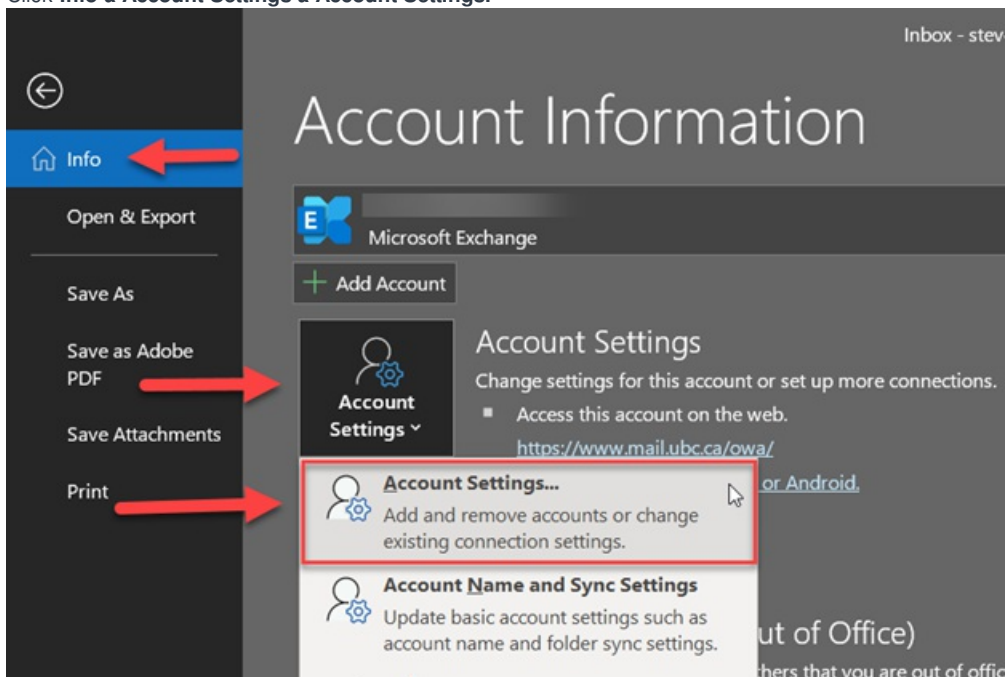 Click Info à Account Settings à Account Settings.
Inbox - stev
Account Information
Info
Open & Export
Save As
Save as Adobe
PDF
Save Attachments
Print
Microsoft Exchange
+ Add Account
Account
Settings
Account Settings
Change settings for this account or set up more connections.
Access this account on the web.
https://www.mail.ubc.ca/owa/
or Android.
Account Settings...
Add and remove accounts or change
existing connection settings.
Account Name and Sync Settings
Update basic account settings such as
account name and folder sync settings.
ut of Office)
thers that you are out of offic